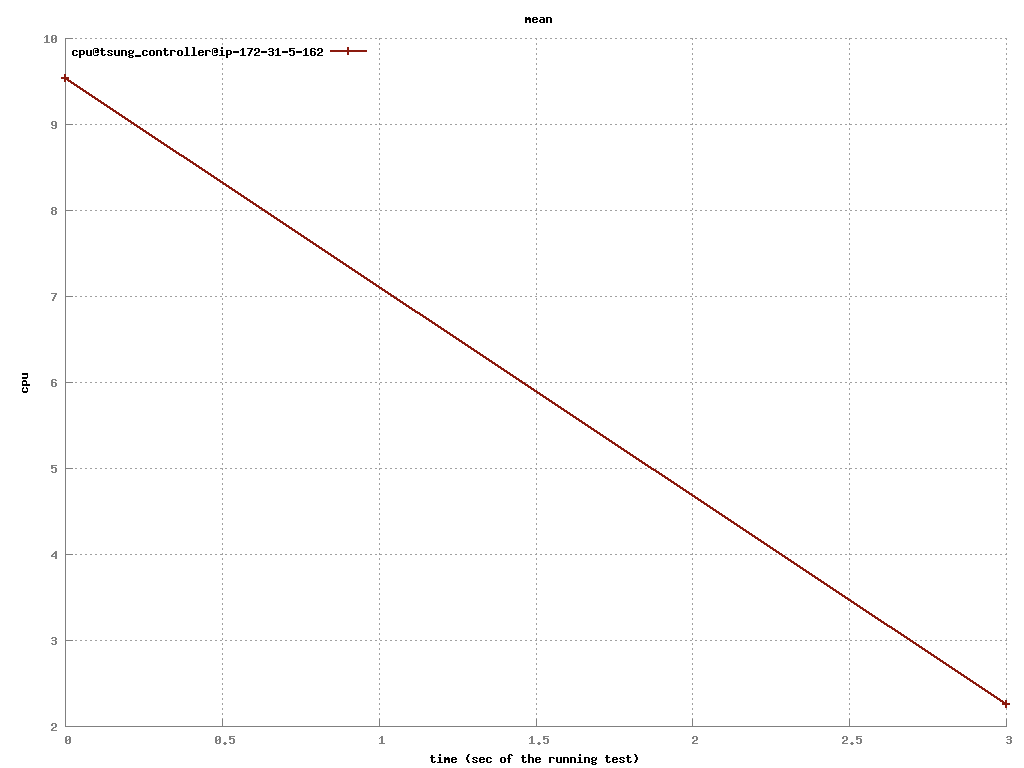 mean
cpu@tsung_controller@ip-172-31-5-162
10
9
8
7
6
5
4
3
2
cpu
0 0.5 1 1.5 2 2.5 3
time (sec of the running test)